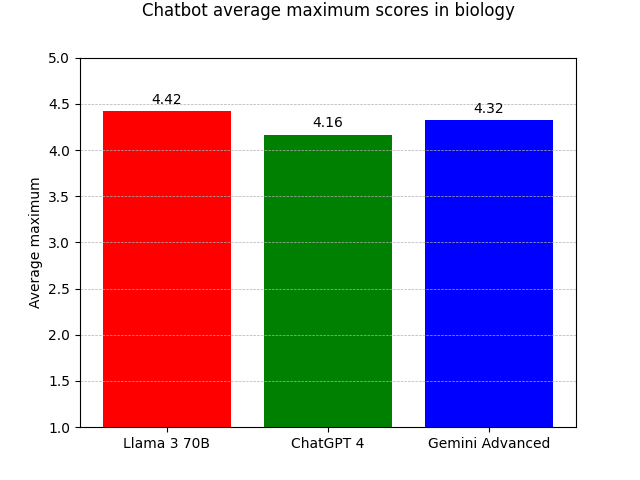 Chatbot average maximum scores in biology
Average maximum
5.0
4.5
4.0
3.5
3.0
2.5
2.0
1.5
1.0
4.42
4.16
4.32
Llama 3 70B
ChatGPT 4
Gemini Advanced